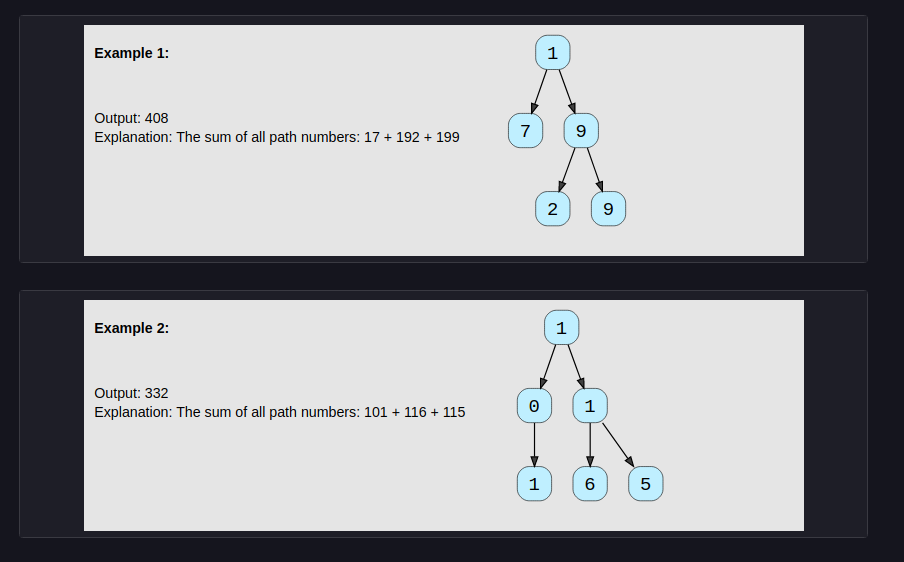 Example 1:
Output: 408
Explanation: The sum of all path numbers: 17 + 192 + 199
1
7 9
2 9
Example 2:
Output: 332
Explanation: The sum of all path numbers: 101 + 116 + 115
1
0 1
1 6 5